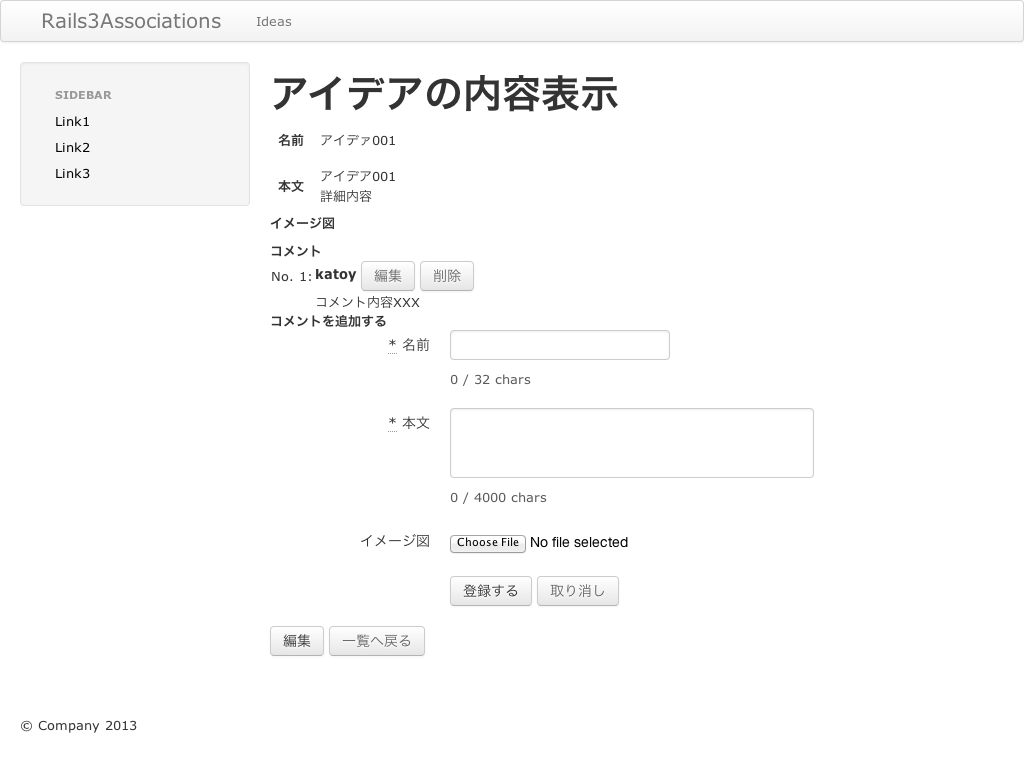 Rails3Associations Ideas
SIDEBAR
Link1
Link2
Link3
アイデアの内容表示
名前 アイデァ001
本文 アイデア001
詳細内容
イメージ図
コメント
No. 1: katoy 編集 削除
コメント内容XXX
コメントを追加する
* 名前
0 / 32 chars
* 本文
0 / 4000 chars
イメージ図 Choose File No file selected
登録する 取り消し
編集 一覧へ戻る
© Company 2013